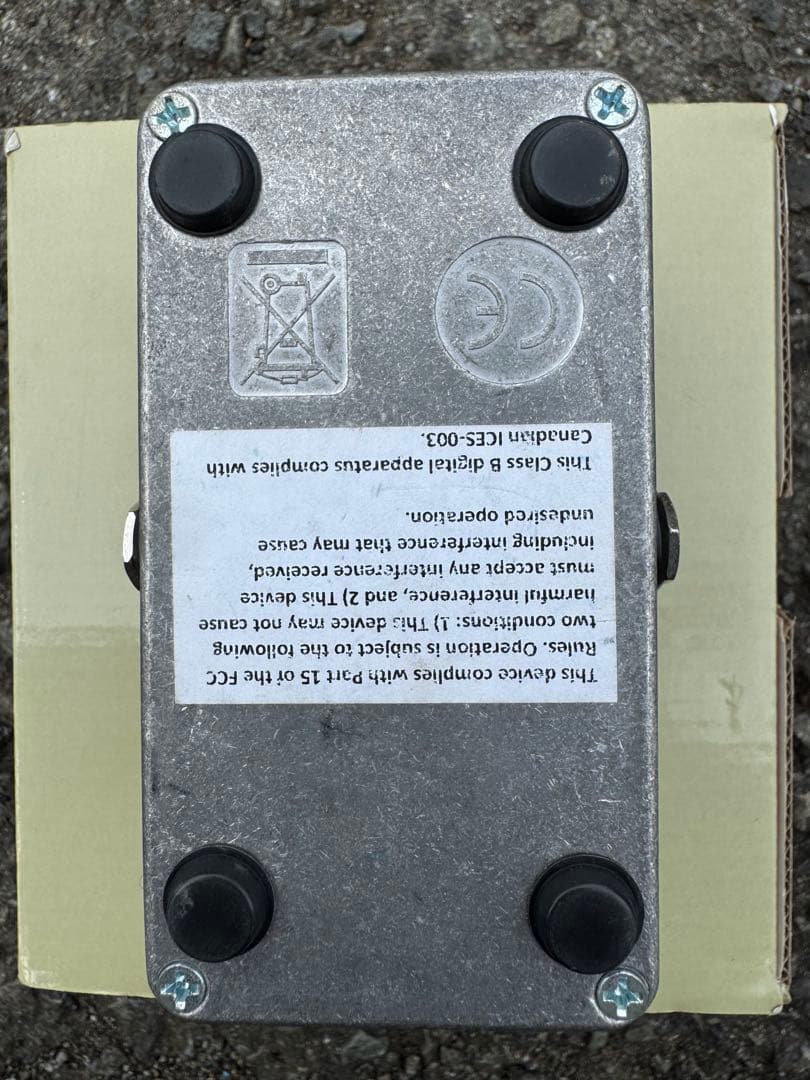 This device complies with Part 15 of the FCC
Rules. Operation is subject to the following
two conditions: 1) This device may not cause
harmful interference, and 2) This device
must accept any interference received,
including interference that may cause
undesired operation.
This Class B digital apparatus complies with
Canadian ICES-003.
CE